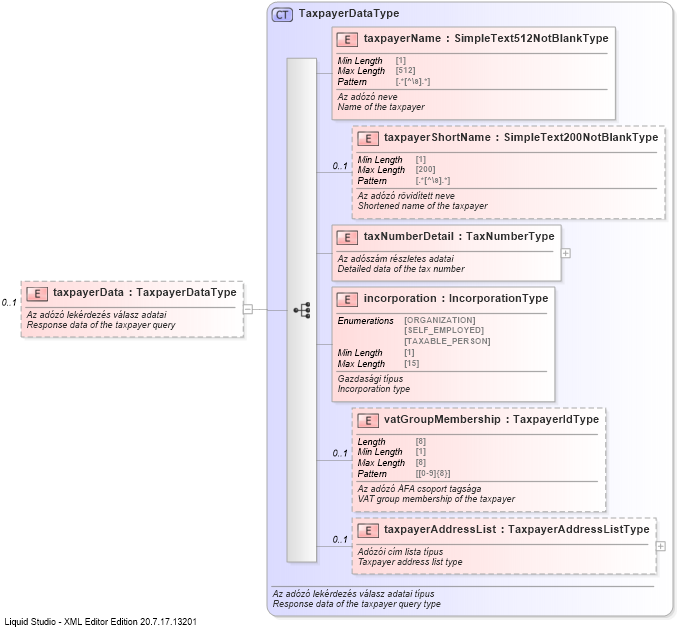 CT TaxpayerDataType
E taxpayerName : SimpleText512NotBlankType
Min Length [1]
Max Length [512]
Pattern [.*[^\s].*]
Az adózó neve
Name of the taxpayer
0..1
E taxpayerShortName : SimpleText200NotBlankType
Min Length [1]
Max Length [200]
Pattern [.*[^\s].*]
Az adózó rövidített neve
Shortened name of the taxpayer
E taxNumberDetail : TaxNumberType
Az adószám részletes adatai
Detailed data of the tax number
0..1
E taxpayerData : TaxpayerDataType
Az adózó lekérdezés válasz adatai
Response data of the taxpayer query
E incorporation : IncorporationType
Enumerations [ORGANIZATION]
[SELF_EMPLOYED]
[TAXABLE_PERSON]
Min Length [1]
Max Length [15]
Gazdasági típus
Incorporation type
0..1
E vatGroupMembership : TaxpayerIdType
Length [8]
Min Length [1]
Max Length [8]
Pattern [[0-9]{8}]
Az adózó ÁFA csoport tagsága
VAT group membership of the taxpayer
0..1
E taxpayerAddressList : TaxpayerAddressListType
Adózói cím lista típus
Taxpayer address list type
Az adózó lekérdezés válasz adatai típus
Response data of the taxpayer query type
Liquid Studio - XML Editor Edition 20.7.17.13201